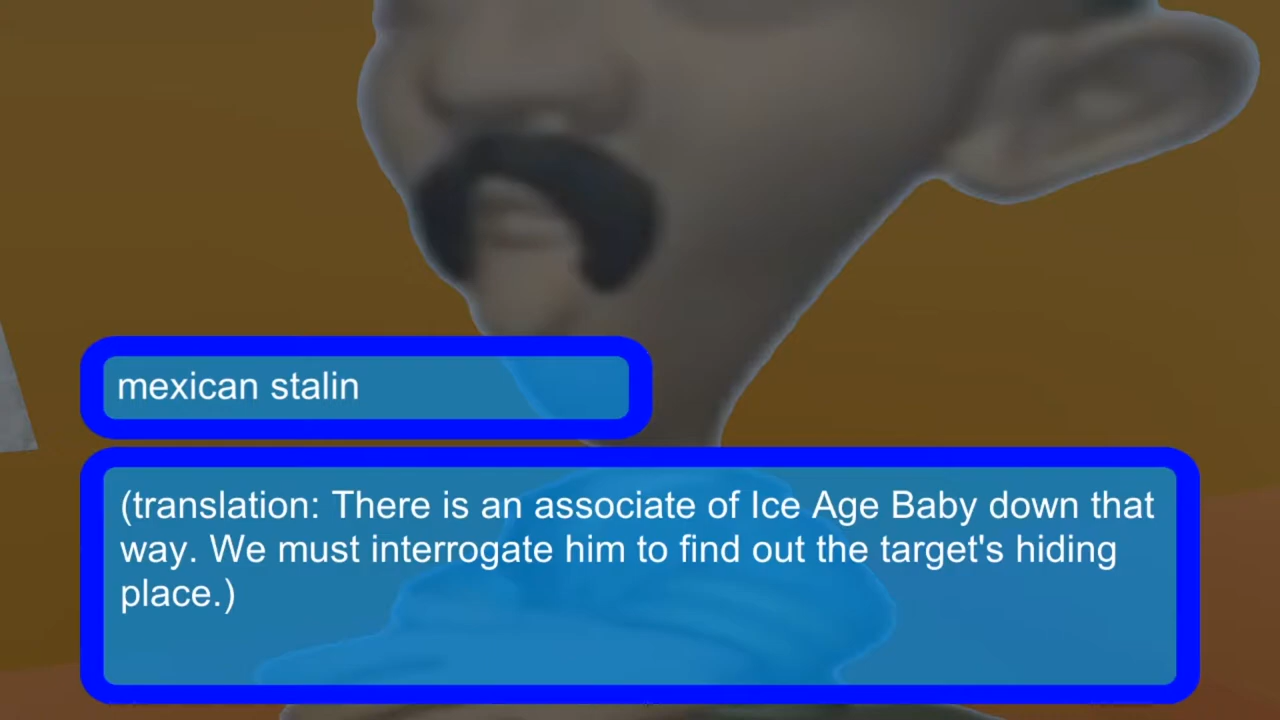 mexican stalin
(translation: There is an associate of Ice Age Baby down that
way. We must interrogate him to find out the target's hiding
place.)